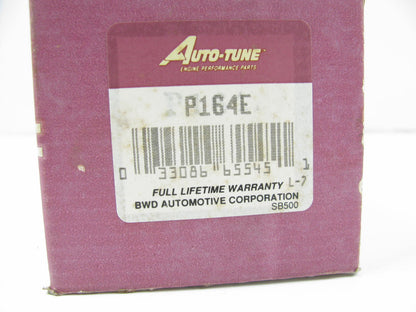 AUTO-TUNE
ENGINE PERFORMANCE PARTS
P164E
0 33086 65545 1
FULL LIFETIME WARRANTY L-7
BWD AUTOMOTIVE CORPORATION
SB500